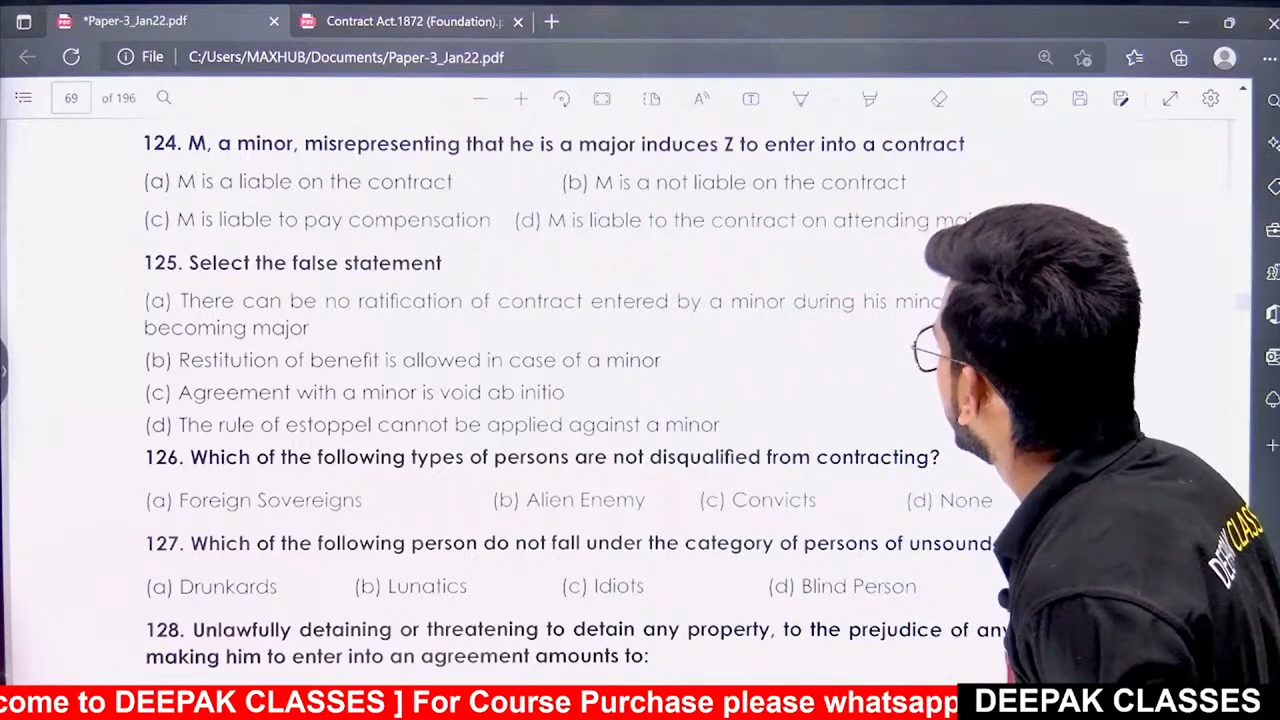 *Paper-3_Jan22.pdf
Contract Act.1872 (Foundation).p
File C:/Users/MAXHUB/Documents/Paper-3_Jan22.pdf
69 of 196
124. M, a minor, misrepresenting that he is a major induces Z to enter into a contract
(a) M is a liable on the contract (b) M is a not liable on the contract
(c) M is liable to pay compensation (d) M is liable to the contract on attending
125. Select the false statement
(a) There can be no ratification of contract entered by a minor during his
becoming major
(b) Restitution of benefit is allowed in case of a minor
(c) Agreement with a minor is void ab initio
(d) The rule of estoppel cannot be applied against a minor
126. Which of the following types of persons are not disqualified from contracting?
(a) Foreign Sovereigns (b) Alien Enemy (c) Convicts (d) None
127. Which of the following person do not fall under the category of persons of unsound
(a) Drunkards (b) Lunatics (c) Idiots (d) Blind Person
128. Unlawfully detaining or threatening to detain any property, to the prejudice of any
making him to enter into an agreement amounts to:
DEEPAK CLASS
come to DEEPAK CLASSES ] For Course Purchase please whatsapp
DEEPAK CLASSES